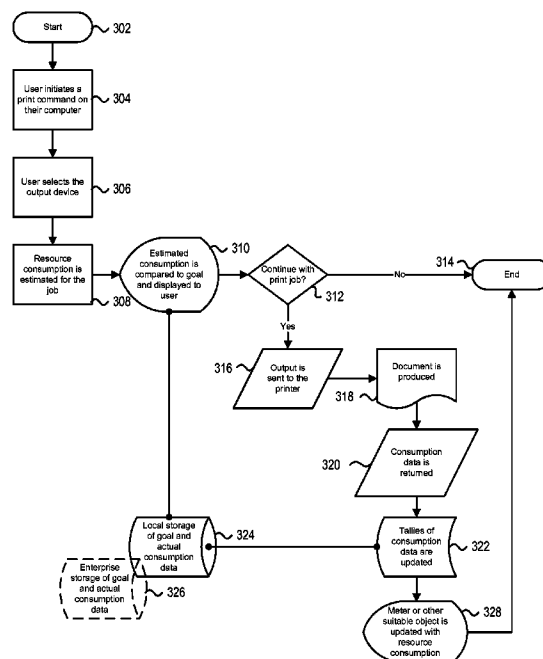 Start
302
User initiates a
print command on
their computer
304
User selects the
output device
306
Resource
consumption is
estimated for the
job
308
Estimated
consumption is
compared to goal
and displayed to
user
310
Continue with
print job?
312
No
314
End
Yes
316
Output is
sent to the
printer
Document is
produced
318
320
Consumption
data is
returned
Local storage
of goal and
actual
consumption
data
324
Tallies of
consumption
data are
updated
322
Enterprise
storage of goal
and actual
consumption
data
326
Meter or other
suitable object is
updated with
resource
consumption
328